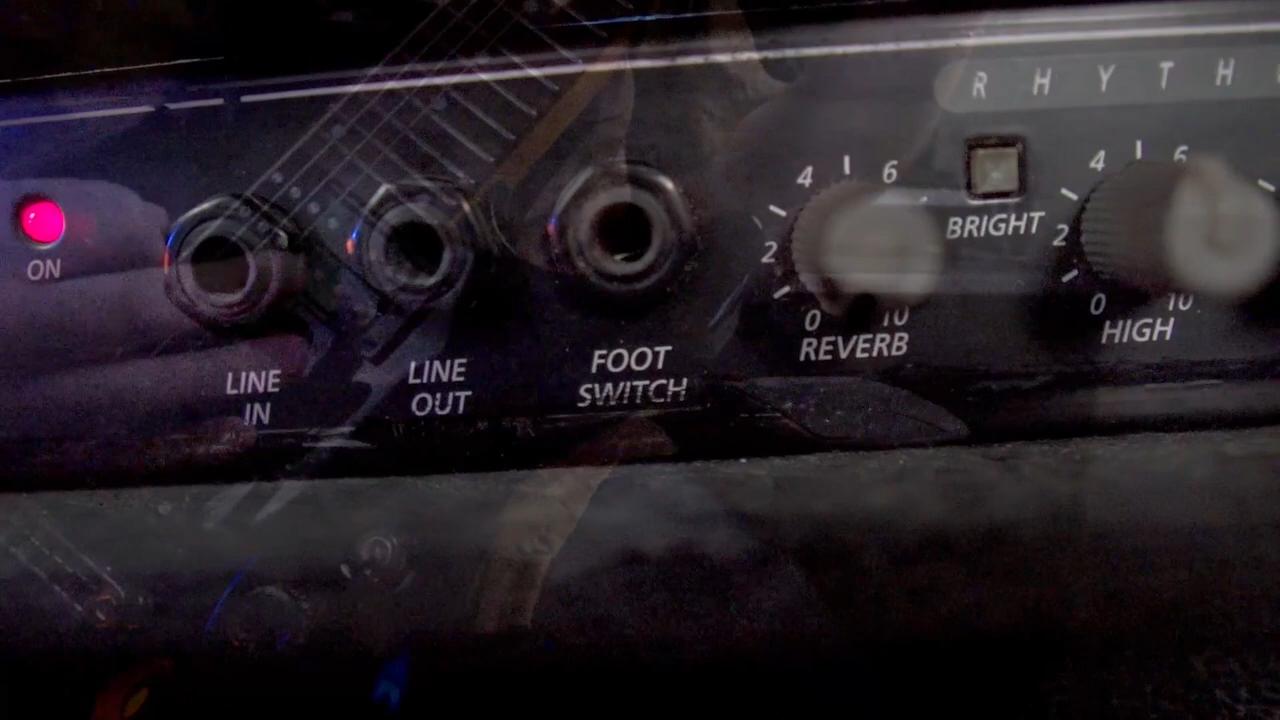 R H Y T H
4 6
2
0 10
REVERB
BRIGHT
4 6
2
0 10
HIGH
ON
LINE
IN
LINE
OUT
FOOT
SWITCH